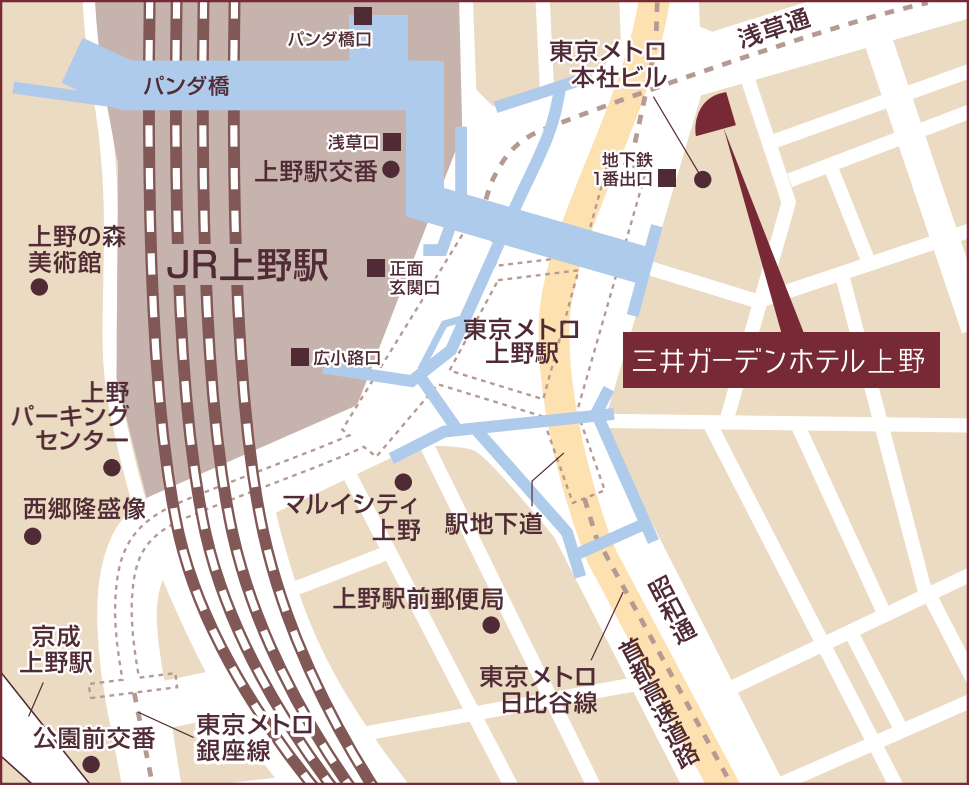 パンダ橋口
浅草通
東京メトロ
本社ビル
パンダ橋
浅草口
上野駅交番
地下鉄
1番出口
上野の森
美術館
JR上野駅
正面
玄関口
東京メトロ
上野駅
広小路口
三井ガーデンホテル上野
上野
パーキング
センター
西郷隆盛像
マルイシティ
上野
駅地下道
上野駅前郵便局
昭和通
京成
上野駅
首都高速道路
東京メトロ
日比谷線
公園前交番
東京メトロ
銀座線